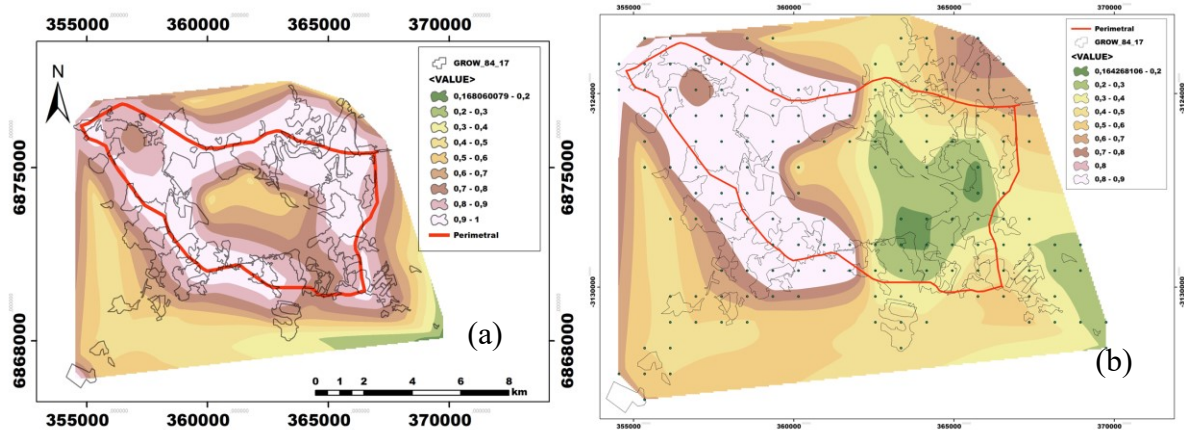 355000 360000 365000 370000
N
GROW_84_17
<VALUE>
0,168060079 - 0,2
0,2 - 0,3
0,3 - 0,4
0,4 - 0,5
0,5 - 0,6
0,6 - 0,7
0,7 - 0,8
0,8 - 0,9
0,9 - 1
Perimetral
6875000
6875000
6868000
6868000
(a)
0 1 2 4 6 8
km
355000 360000 365000 370000
355000 360000 365000 370000
Perimetral
GROW_84_17
<VALUE>
0,164268106 - 0,2
0,2 - 0,3
0,3 - 0,4
0,4 - 0,5
0,5 - 0,6
0,6 - 0,7
0,7 - 0,8
0,8
0,8 - 0,9
-3124000
-3124000
-3130000
-3130000
(b)
355000 360000 365000 370000